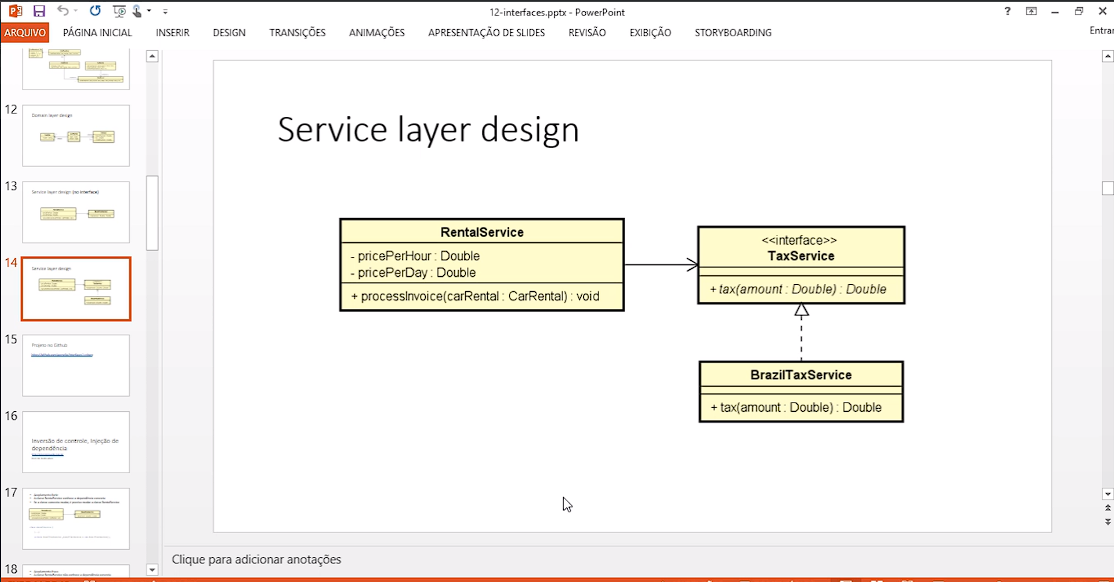 12-interfaces.pptx - PowerPoint
?
Entrar
ARQUIVO PÁGINA INICIAL INSERIR DESIGN TRANSIÇÕES ANIMAÇÕES APRESENTAÇÃO DE SLIDES REVISÃO EXIBIÇÃO STORYBOARDING
12
Domain layer design
13
Service layer design (no interface)
14
Service layer design
15
Projeto no Github
16
Inversão de controle, Injeção de
dependência
17
18
Service layer design
RentalService
- pricePerHour : Double
- pricePerDay : Double
+ processInvoice(carRental : CarRental) : void
<<interface>>
TaxService
+ tax(amount : Double) : Double
BrazilTaxService
+ tax(amount : Double) : Double
Clique para adicionar anotações